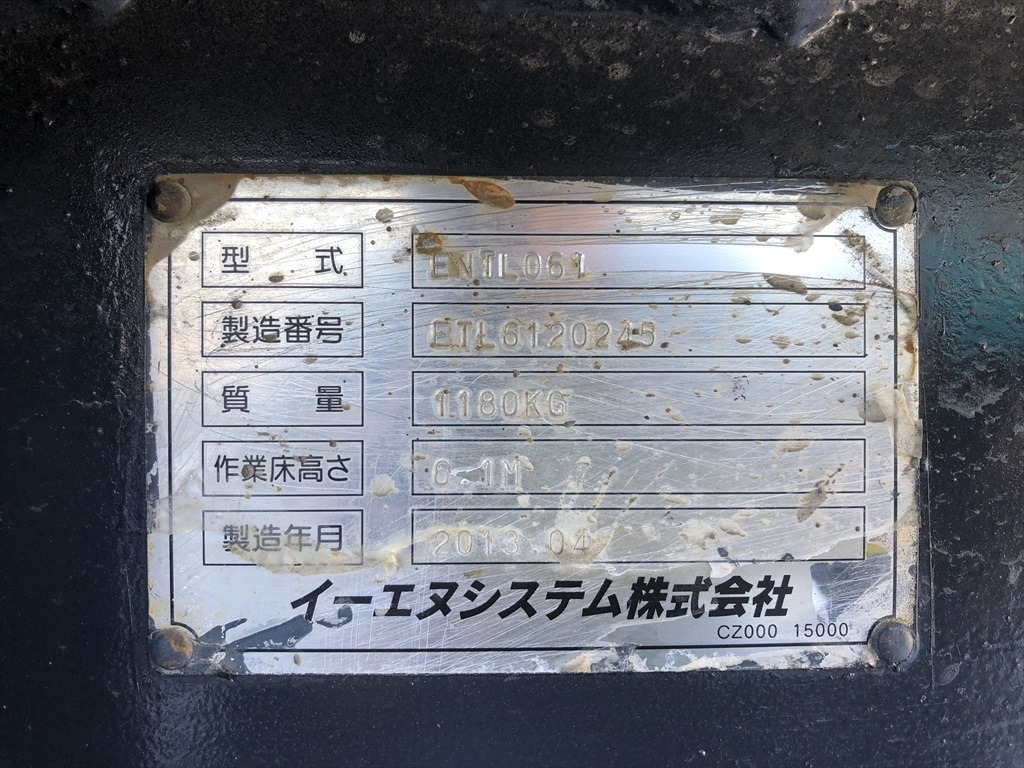 型式 ENTL061
製造番号 ETL6120245
質量 1180KG
作業床高さ 6.1M
製造年月 2013.04
イーエヌシステム株式会社
CZ000 15000